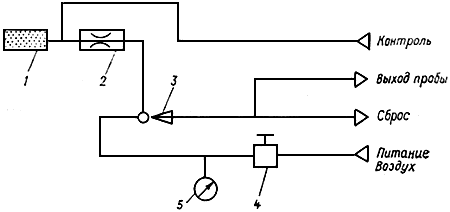 Контроль
1
2
3
Выход пробы
Сброс
Питание
Воздух
5
4